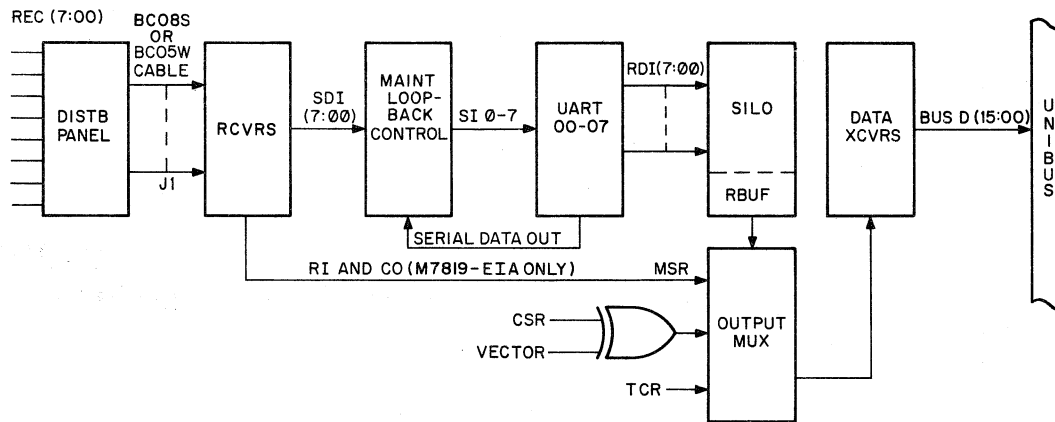 REC (7:00)
BC08S
OR
BC05W
CABLE
DISTB
PANEL
J1
RCVRS
SDI
(7:00)
MAINT
LOOP-
BACK
CONTROL
SI 0-7
UART
00-07
RDI(7:00)
SILO
RBUF
DATA
XCVRS
BUS D (15:00)
UNIBUS
SERIAL DATA OUT
RI AND CO (M7819-EIA ONLY)
MSR
CSR
VECTOR
TCR
OUTPUT
MUX